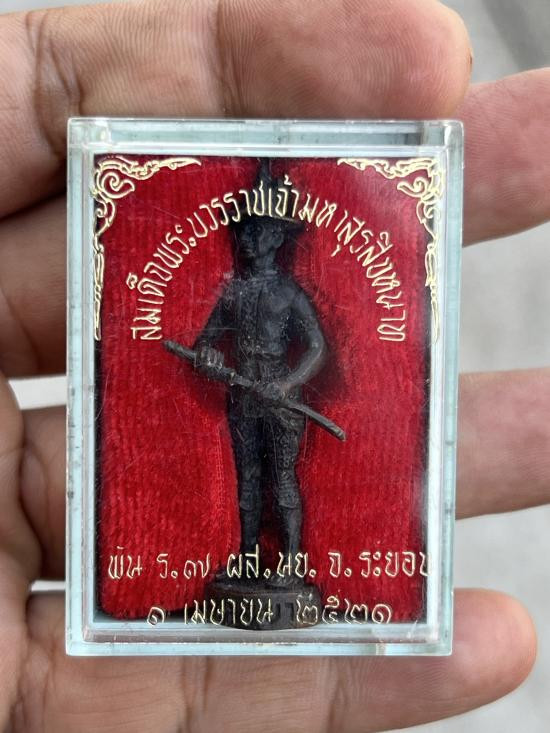 สมเด็จพระบวรราชเจ้ามหาสุรสิงหนาท
พัน ร.๗ ผส.นย. จ.ระยอง
๑ เมษายน ๒๕๒๑